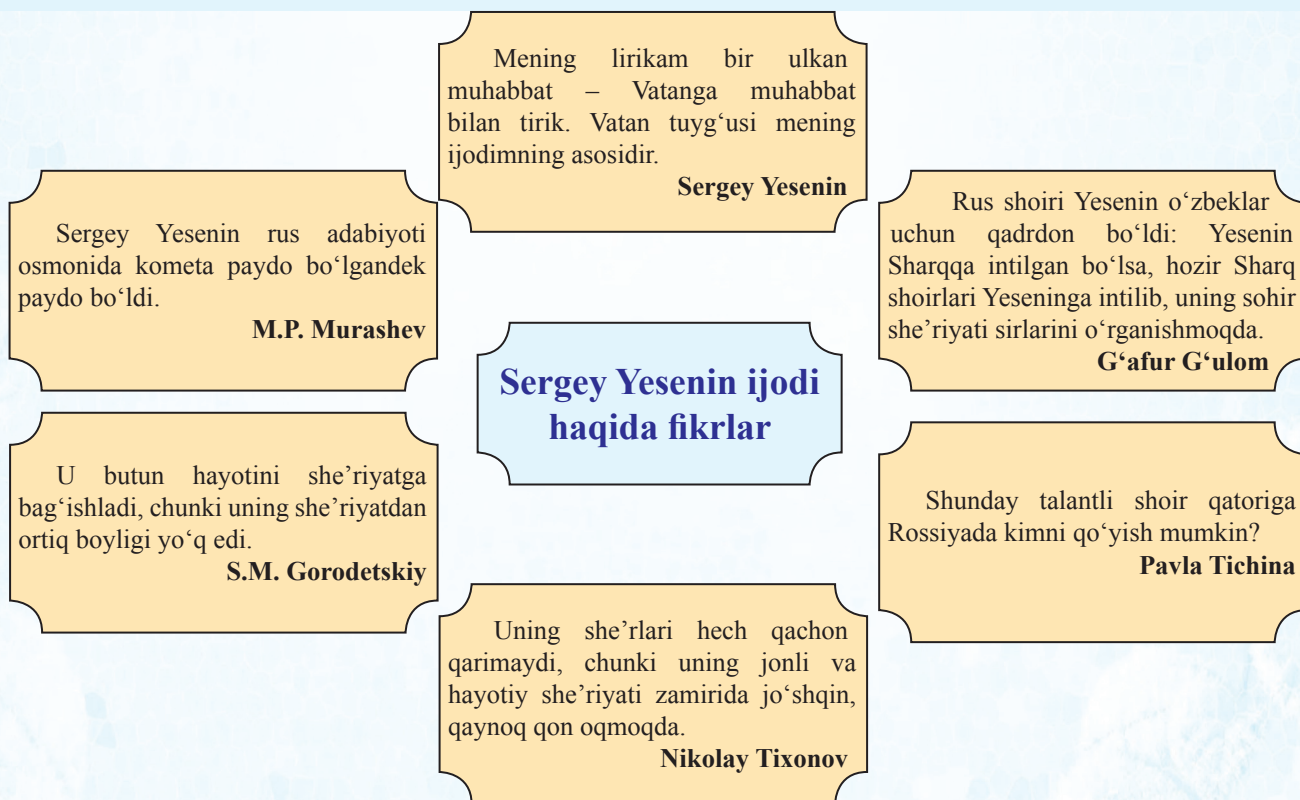 Mening lirikam bir ulkan
muhabbat – Vatanga muhabbat
bilan tirik. Vatan tuyg‘usi mening
ijodimning asosidir.
Sergey Yesenin
Sergey Yesenin rus adabiyoti
osmonida kometa paydo bo‘lgandek
paydo bo‘ldi.
M.P. Murashev
Rus shoiri Yesenin o‘zbeklar
uchun qadrdon bo‘ldi: Yesenin
Sharqqa intilgan bo‘lsa, hozir Sharq
shoirlari Yeseninga intilib, uning sohir
she’riyati sirlarini o‘rganishmoqda.
G‘afur G‘ulom
Sergey Yesenin ijodi
haqida fikrlar
U butun hayotini she’riyatga
bag‘ishladi, chunki uning she’riyatdan
ortiq boyligi yo‘q edi.
S.M. Gorodetskiy
Shunday talantli shoir qatoriga
Rossiyada kimni qo‘yish mumkin?
Pavla Tichina
Uning she’rlari hech qachon
qarimaydi, chunki uning jonli va
hayotiy she’riyati zamirida jo‘shqin,
qaynoq qon oqmoqda.
Nikolay Tixonov